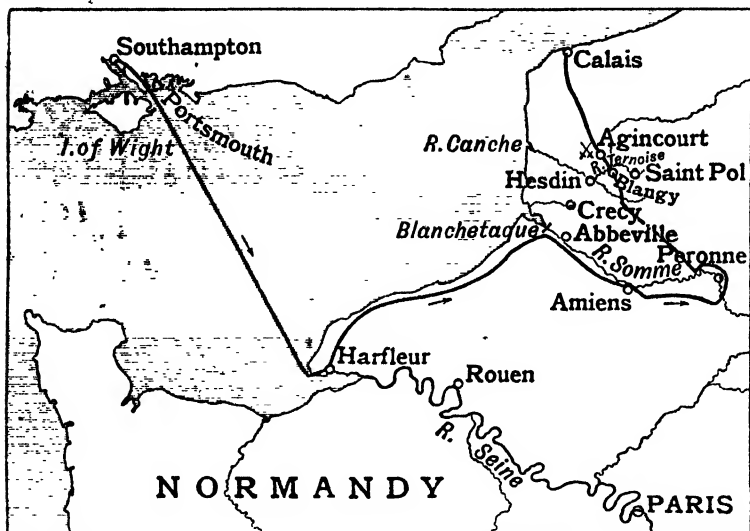 Southampton
Portsmouth
I. of Wight
Calais
Agincourt
R. Ternoise
Saint Pol
R. Canche
Hesdin
Blangy
Crecy
Blanchetaque
Abbeville
R. Somme
Peronne
Amiens
Harfleur
Rouen
R. Seine
NORMANDY
PARIS